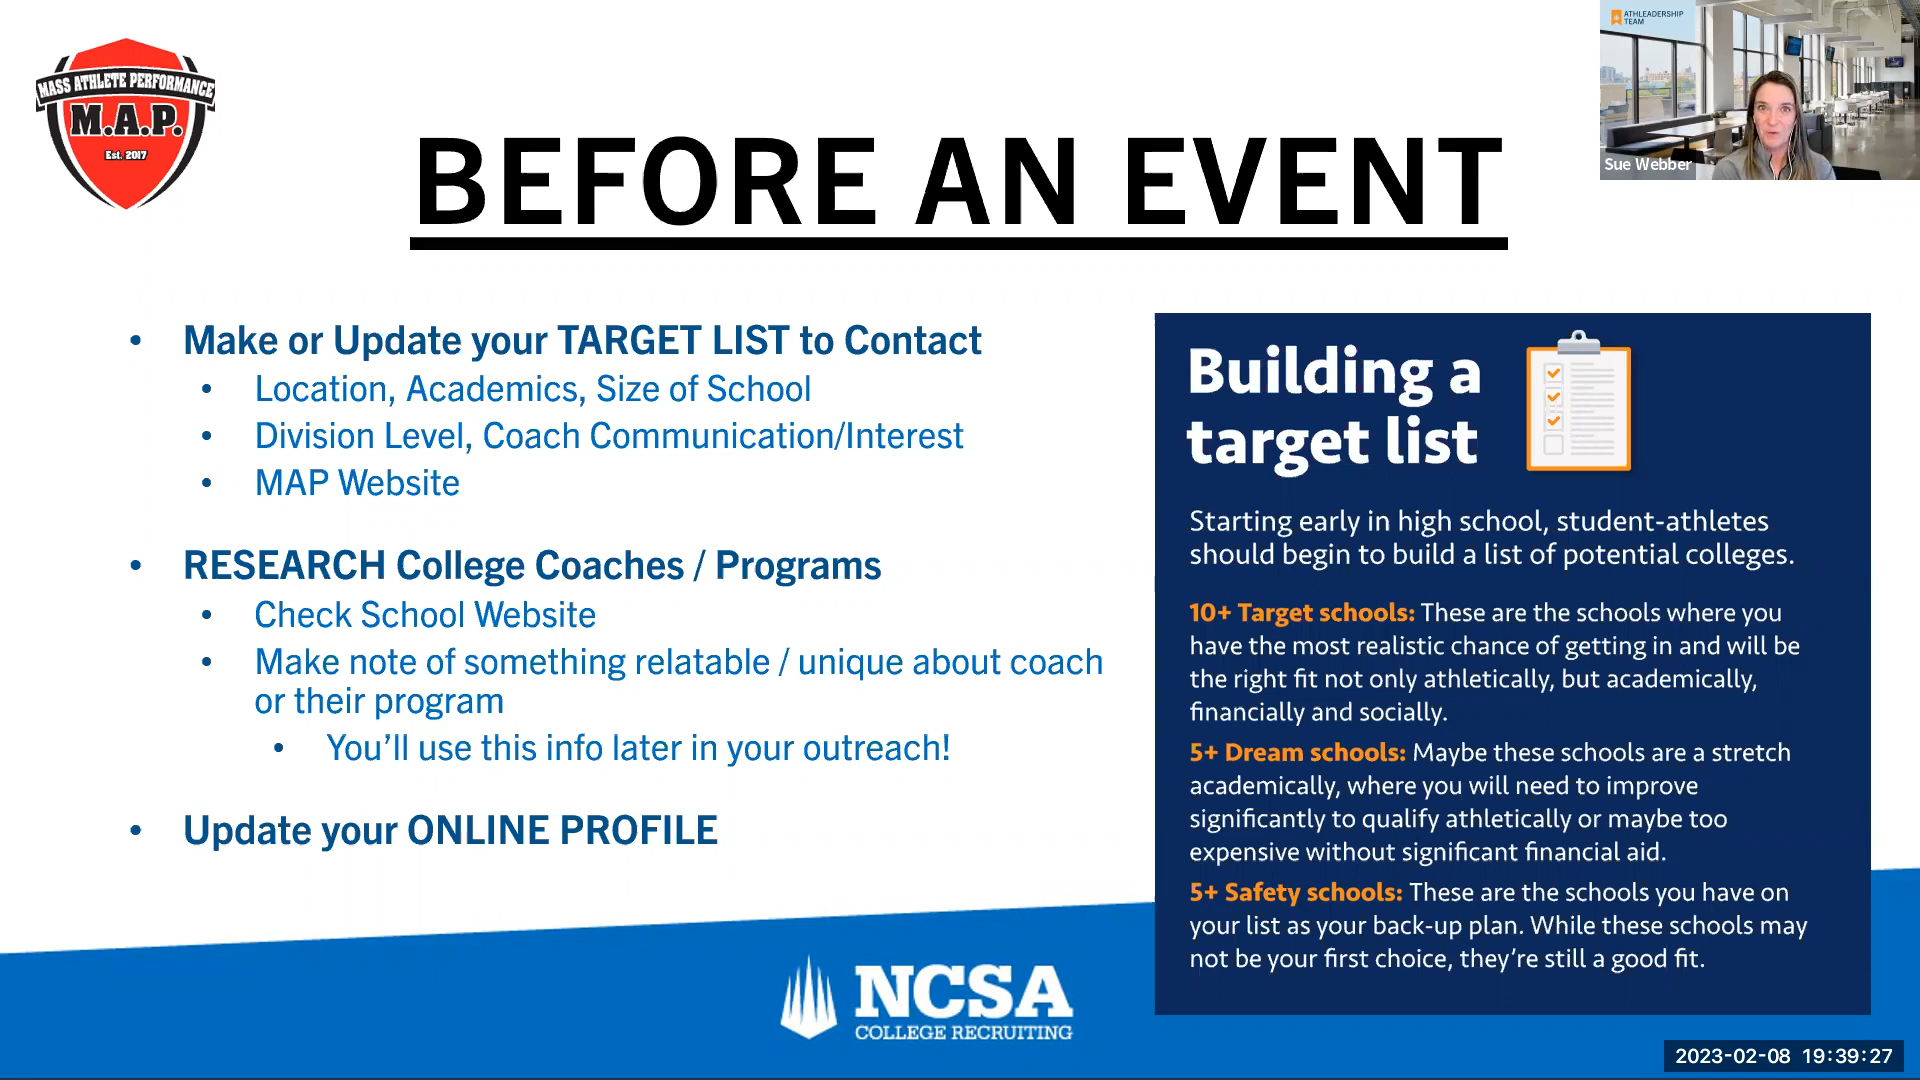 MASS ATHLETE PERFORMANCE
M.A.P.
Est. 2017
ATHLEADERSHIP
TEAM
Sue Webber
BEFORE AN EVENT
• Make or Update your TARGET LIST to Contact
• Location, Academics, Size of School
• Division Level, Coach Communication/Interest
• MAP Website
• RESEARCH College Coaches / Programs
• Check School Website
• Make note of something relatable / unique about coach
or their program
• You’ll use this info later in your outreach!
• Update your ONLINE PROFILE
Building a
target list
Starting early in high school, student-athletes
should begin to build a list of potential colleges.
10+ Target schools: These are the schools where you
have the most realistic chance of getting in and will be
the right fit not only athletically, but academically,
financially and socially.
5+ Dream schools: Maybe these schools are a stretch
academically, where you will need to improve
significantly to qualify athletically or maybe too
expensive without significant financial aid.
5+ Safety schools: These are the schools you have on
your list as your back-up plan. While these schools may
not be your first choice, they’re still a good fit.
NCSA
COLLEGE RECRUITING
2023-02-08 19:39:27